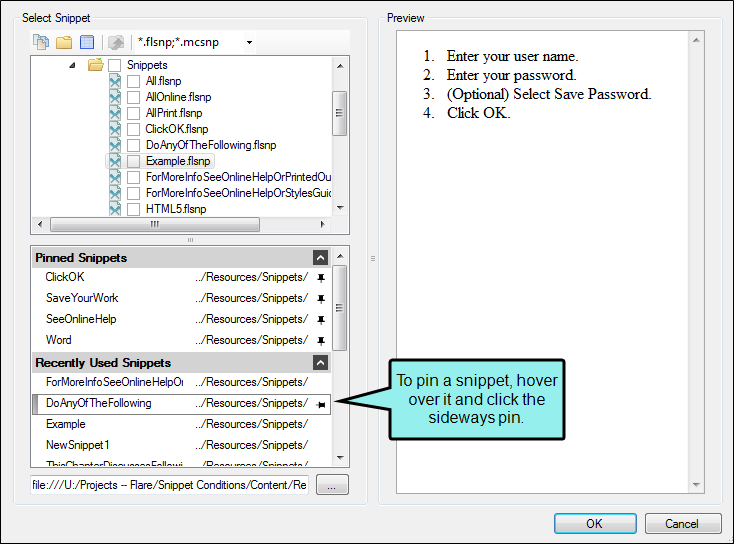 Select Snippet
*.flsnp;*.mcsnp
Snippets
All.flsnp
AllOnline.flsnp
AllPrint.flsnp
ClickOK.flsnp
DoAnyOfTheFollowing.flsnp
Example.flsnp
ForMoreInfoSeeOnlineHelpOrPrintedOu
ForMoreInfoSeeOnlineHelpOrStylesGuid
HTML5.flsnp
Pinned Snippets
ClickOK ../Resources/Snippets/
SaveYourWork ../Resources/Snippets/
SeeOnlineHelp ../Resources/Snippets/
Word ../Resources/Snippets/
Recently Used Snippets
ForMoreInfoSeeOnlineHelpOr ../Resources/Snippets/
DoAnyOfTheFollowing ../Resources/Snippets/
Example ../Resources/Snippets/
NewSnippet1 ../Resources/Snippets/
ThisChapterDiscussesFollowi ../Resources/Snippets/
file:///U:/Projects -- Flare/Snippet Conditions/Content/Re
...
Preview
1. Enter your user name.
2. Enter your password.
3. (Optional) Select Save Password.
4. Click OK.
To pin a snippet, hover
over it and click the
sideways pin.
OK
Cancel